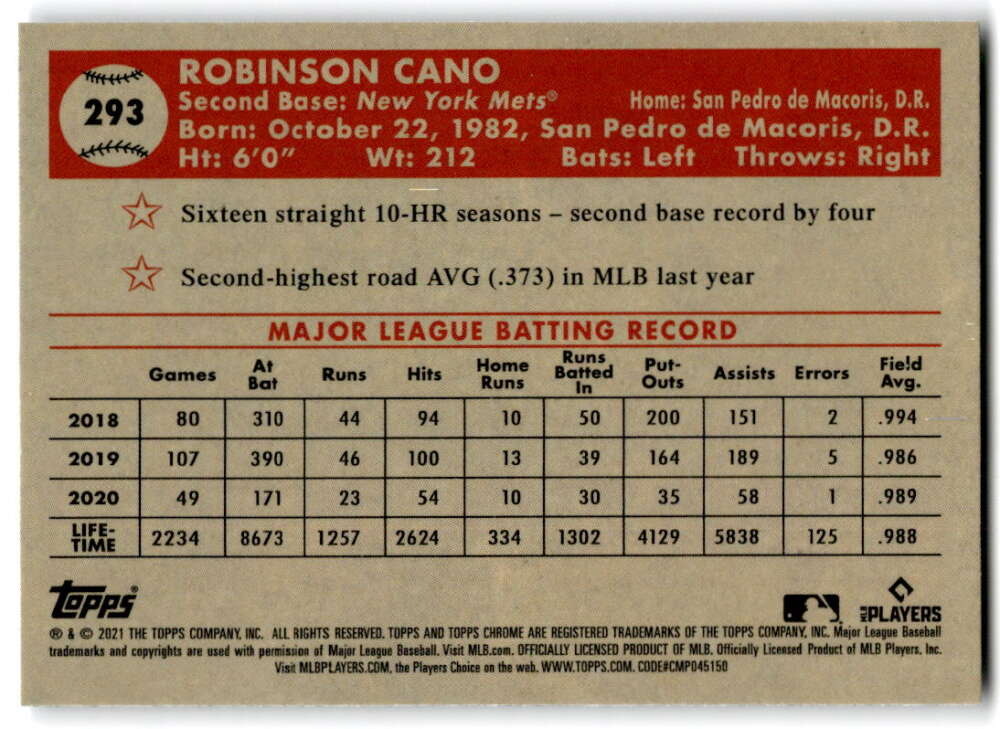 293
ROBINSON CANO
Second Base: New York Mets® Home: San Pedro de Macoris, D.R.
Born: October 22, 1982, San Pedro de Macoris, D.R.
Ht: 6'0" Wt: 212 Bats: Left Throws: Right
Sixteen straight 10-HR seasons – second base record by four
Second-highest road AVG (.373) in MLB last year
MAJOR LEAGUE BATTING RECORD
Games At Bat Runs Hits Home Runs Runs Batted In Put-Outs Assists Errors Field Avg.
2018 80 310 44 94 10 50 200 151 2 .994
2019 107 390 46 100 13 39 164 189 5 .986
2020 49 171 23 54 10 30 35 58 1 .989
LIFE-TIME 2234 8673 1257 2624 334 1302 4129 5838 125 .988
Topps® MLB PLAYERS
® & © 2021 THE TOPPS COMPANY, INC. ALL RIGHTS RESERVED. TOPPS AND TOPPS CHROME ARE REGISTERED TRADEMARKS OF THE TOPPS COMPANY, INC. Major League Baseball
trademarks and copyrights are used with permission of Major League Baseball. Visit MLB.com. OFFICIALLY LICENSED PRODUCT OF MLB. Officially Licensed Product of MLB Players, Inc.
Visit MLBPLAYERS.COM, the Players Choice on the web. WWW.TOPPS.COM. CODE#CMP045150